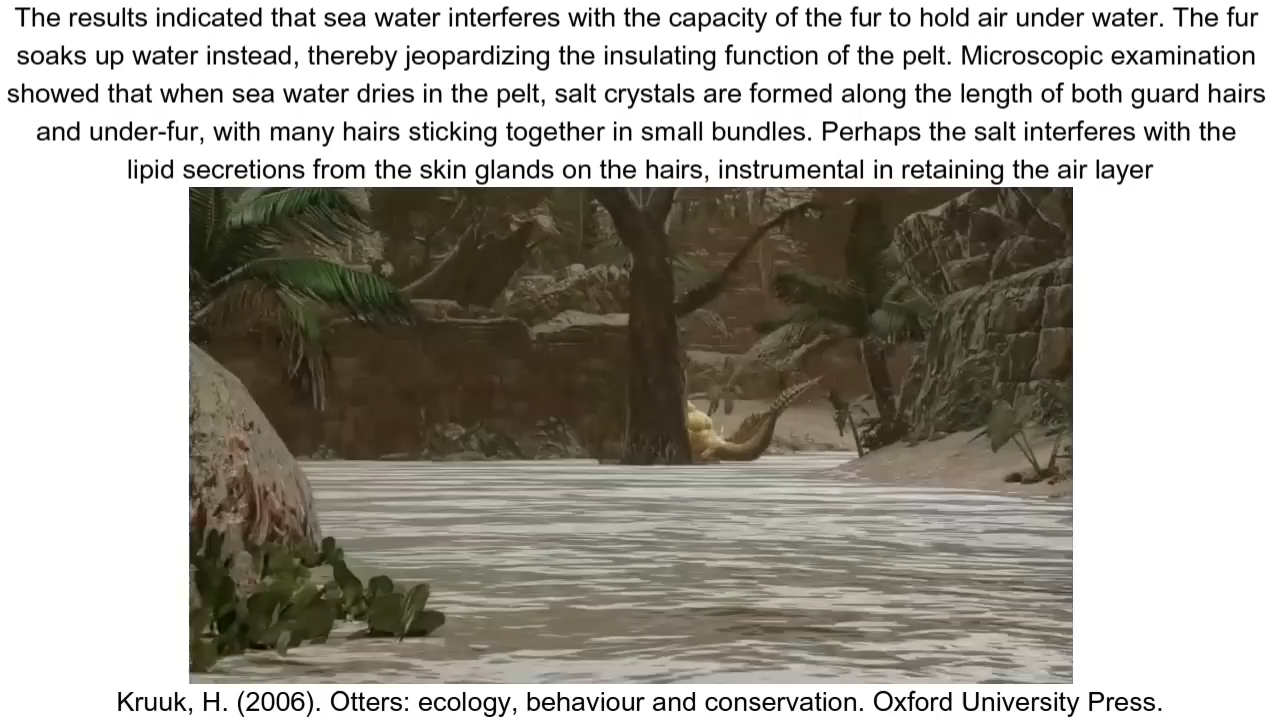 The results indicated that sea water interferes with the capacity of the fur to hold air under water. The fur
soaks up water instead, thereby jeopardizing the insulating function of the pelt. Microscopic examination
showed that when sea water dries in the pelt, salt crystals are formed along the length of both guard hairs
and under-fur, with many hairs sticking together in small bundles. Perhaps the salt interferes with the
lipid secretions from the skin glands on the hairs, instrumental in retaining the air layer
Kruuk, H. (2006). Otters: ecology, behaviour and conservation. Oxford University Press.